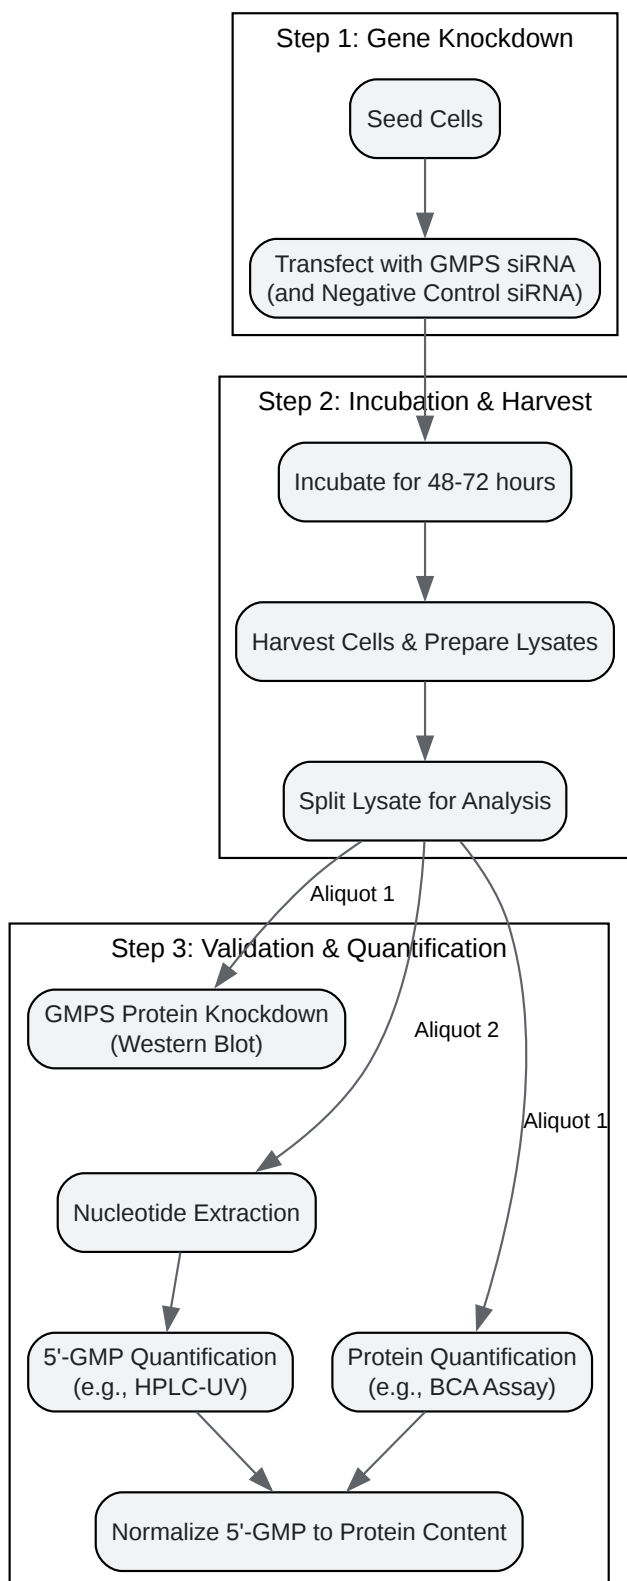 Step 1: Gene Knockdown
Seed Cells
Transfect with GMPS siRNA
(and Negative Control siRNA)
Step 2: Incubation & Harvest
Incubate for 48-72 hours
Harvest Cells & Prepare Lysates
Split Lysate for Analysis
Aliquot 1
Step 3: Validation & Quantification
GMPS Protein Knockdown
(Western Blot)
Aliquot 2
Aliquot 1
Nucleotide Extraction
5'-GMP Quantification
(e.g., HPLC-UV)
Protein Quantification
(e.g., BCA Assay)
Normalize 5'-GMP to Protein Content